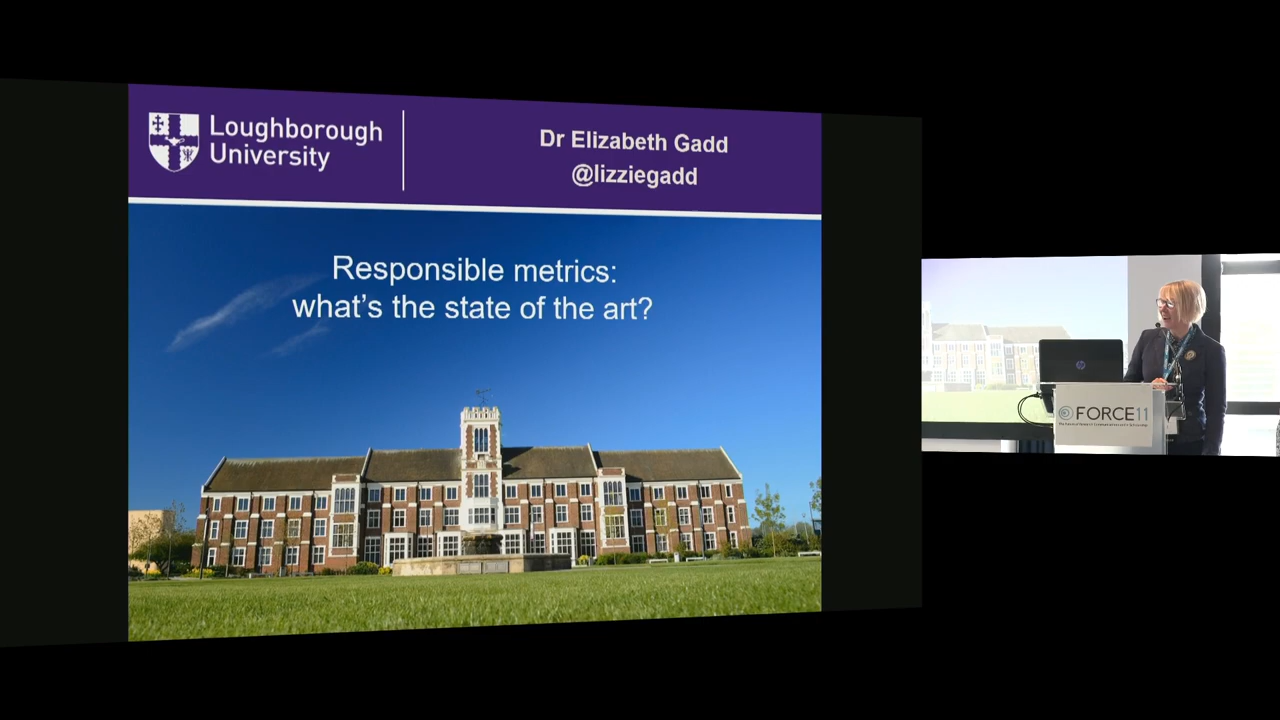 Loughborough
University
Dr Elizabeth Gadd
@lizziegadd
Responsible metrics:
what's the state of the art?
FORCE11